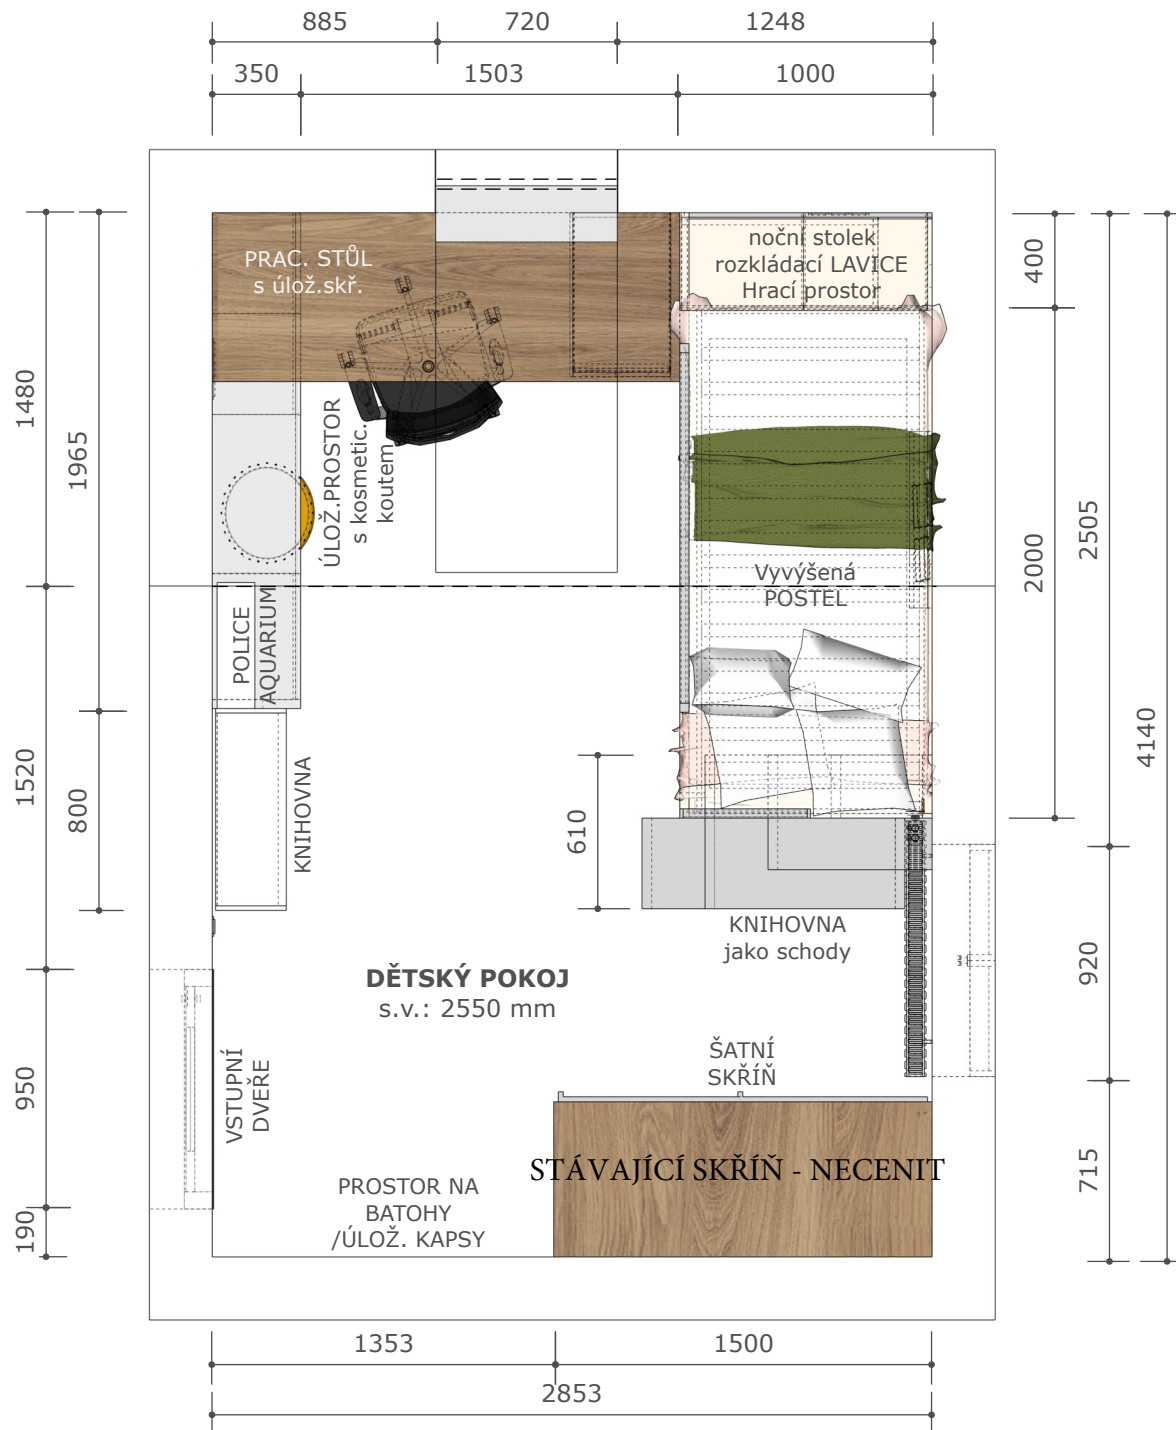 885
720
1248
350
1503
1000
PRAC. STŮL
s úlož.skř.
noční stolek
rozkládací LAVICE
Hrací prostor
400
1480
1965
ÚLOŽ.PROSTOR
s kosmetic.
koutem
2505
2000
Vyvýšená
POSTEL
POLICE
AQUARIUM
4140
1520
800
KNIHOVNA
610
KNIHOVNA
jako schody
920
DĚTSKÝ POKOJ
s.v.: 2550 mm
950
VSTUPNÍ
DVEŘE
ŠATNÍ
SKŘÍŇ
STÁVAJÍCÍ SKŘÍŇ - NECENIT
715
PROSTOR NA
BATOHY
/ÚLOŽ. KAPSY
190
1353
1500
2853